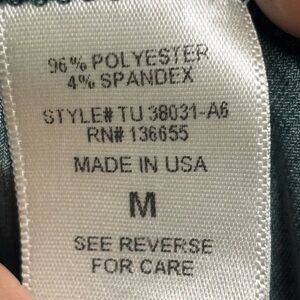 96% POLYESTER
4% SPANDEX
STYLE# TU 38031-A6
RN# 136655
MADE IN USA
M
SEE REVERSE
FOR CARE